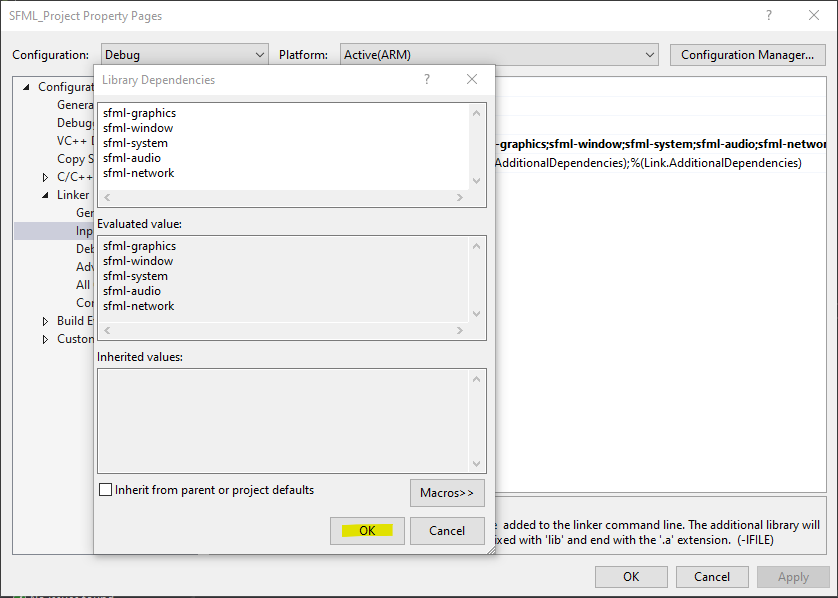 SFML_Project Property Pages
Configuration: Debug Platform: Active(ARM) Configuration Manager...
Library Dependencies
sfml-graphics
sfml-window
sfml-system
sfml-audio
sfml-network
Evaluated value:
sfml-graphics
sfml-window
sfml-system
sfml-audio
sfml-network
Inherited values:
Inherit from parent or project defaults
Macros>>
OK Cancel
Configurat
Genera
Debugg
VC++ D
Copy S
C/C++
Linker
Ger
Inp
Deb
Adv
All
Cor
Build E
Custon
-graphics;sfml-window;sfml-system;sfml-audio;sfml-networ
AdditionalDependencies);%(Link.AdditionalDependencies)
added to the linker command line. The additional library will
ixed with 'lib' and end with the '.a' extension. (-lFILE)
OK Cancel Apply